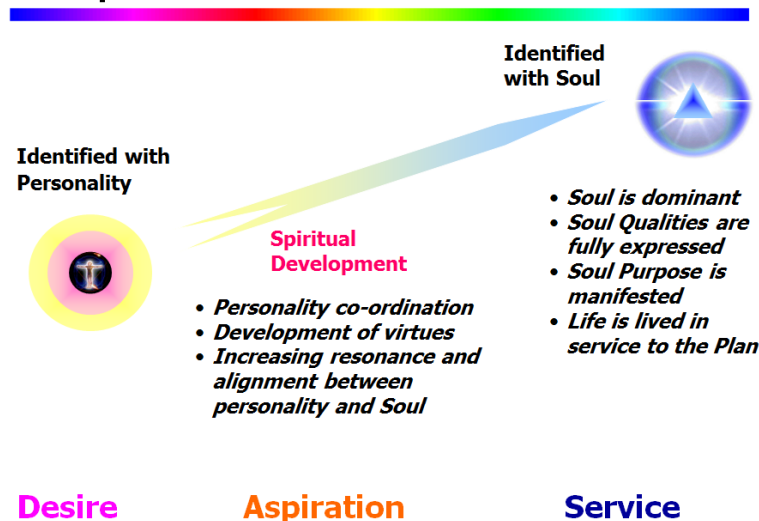 Identified
with Soul
Identified with
Personality
Spiritual
Development
• Personality co-ordination
• Development of virtues
• Increasing resonance and
alignment between
personality and Soul
• Soul is dominant
• Soul Qualities are
fully expressed
• Soul Purpose is
manifested
• Life is lived in
service to the Plan
Desire
Aspiration
Service